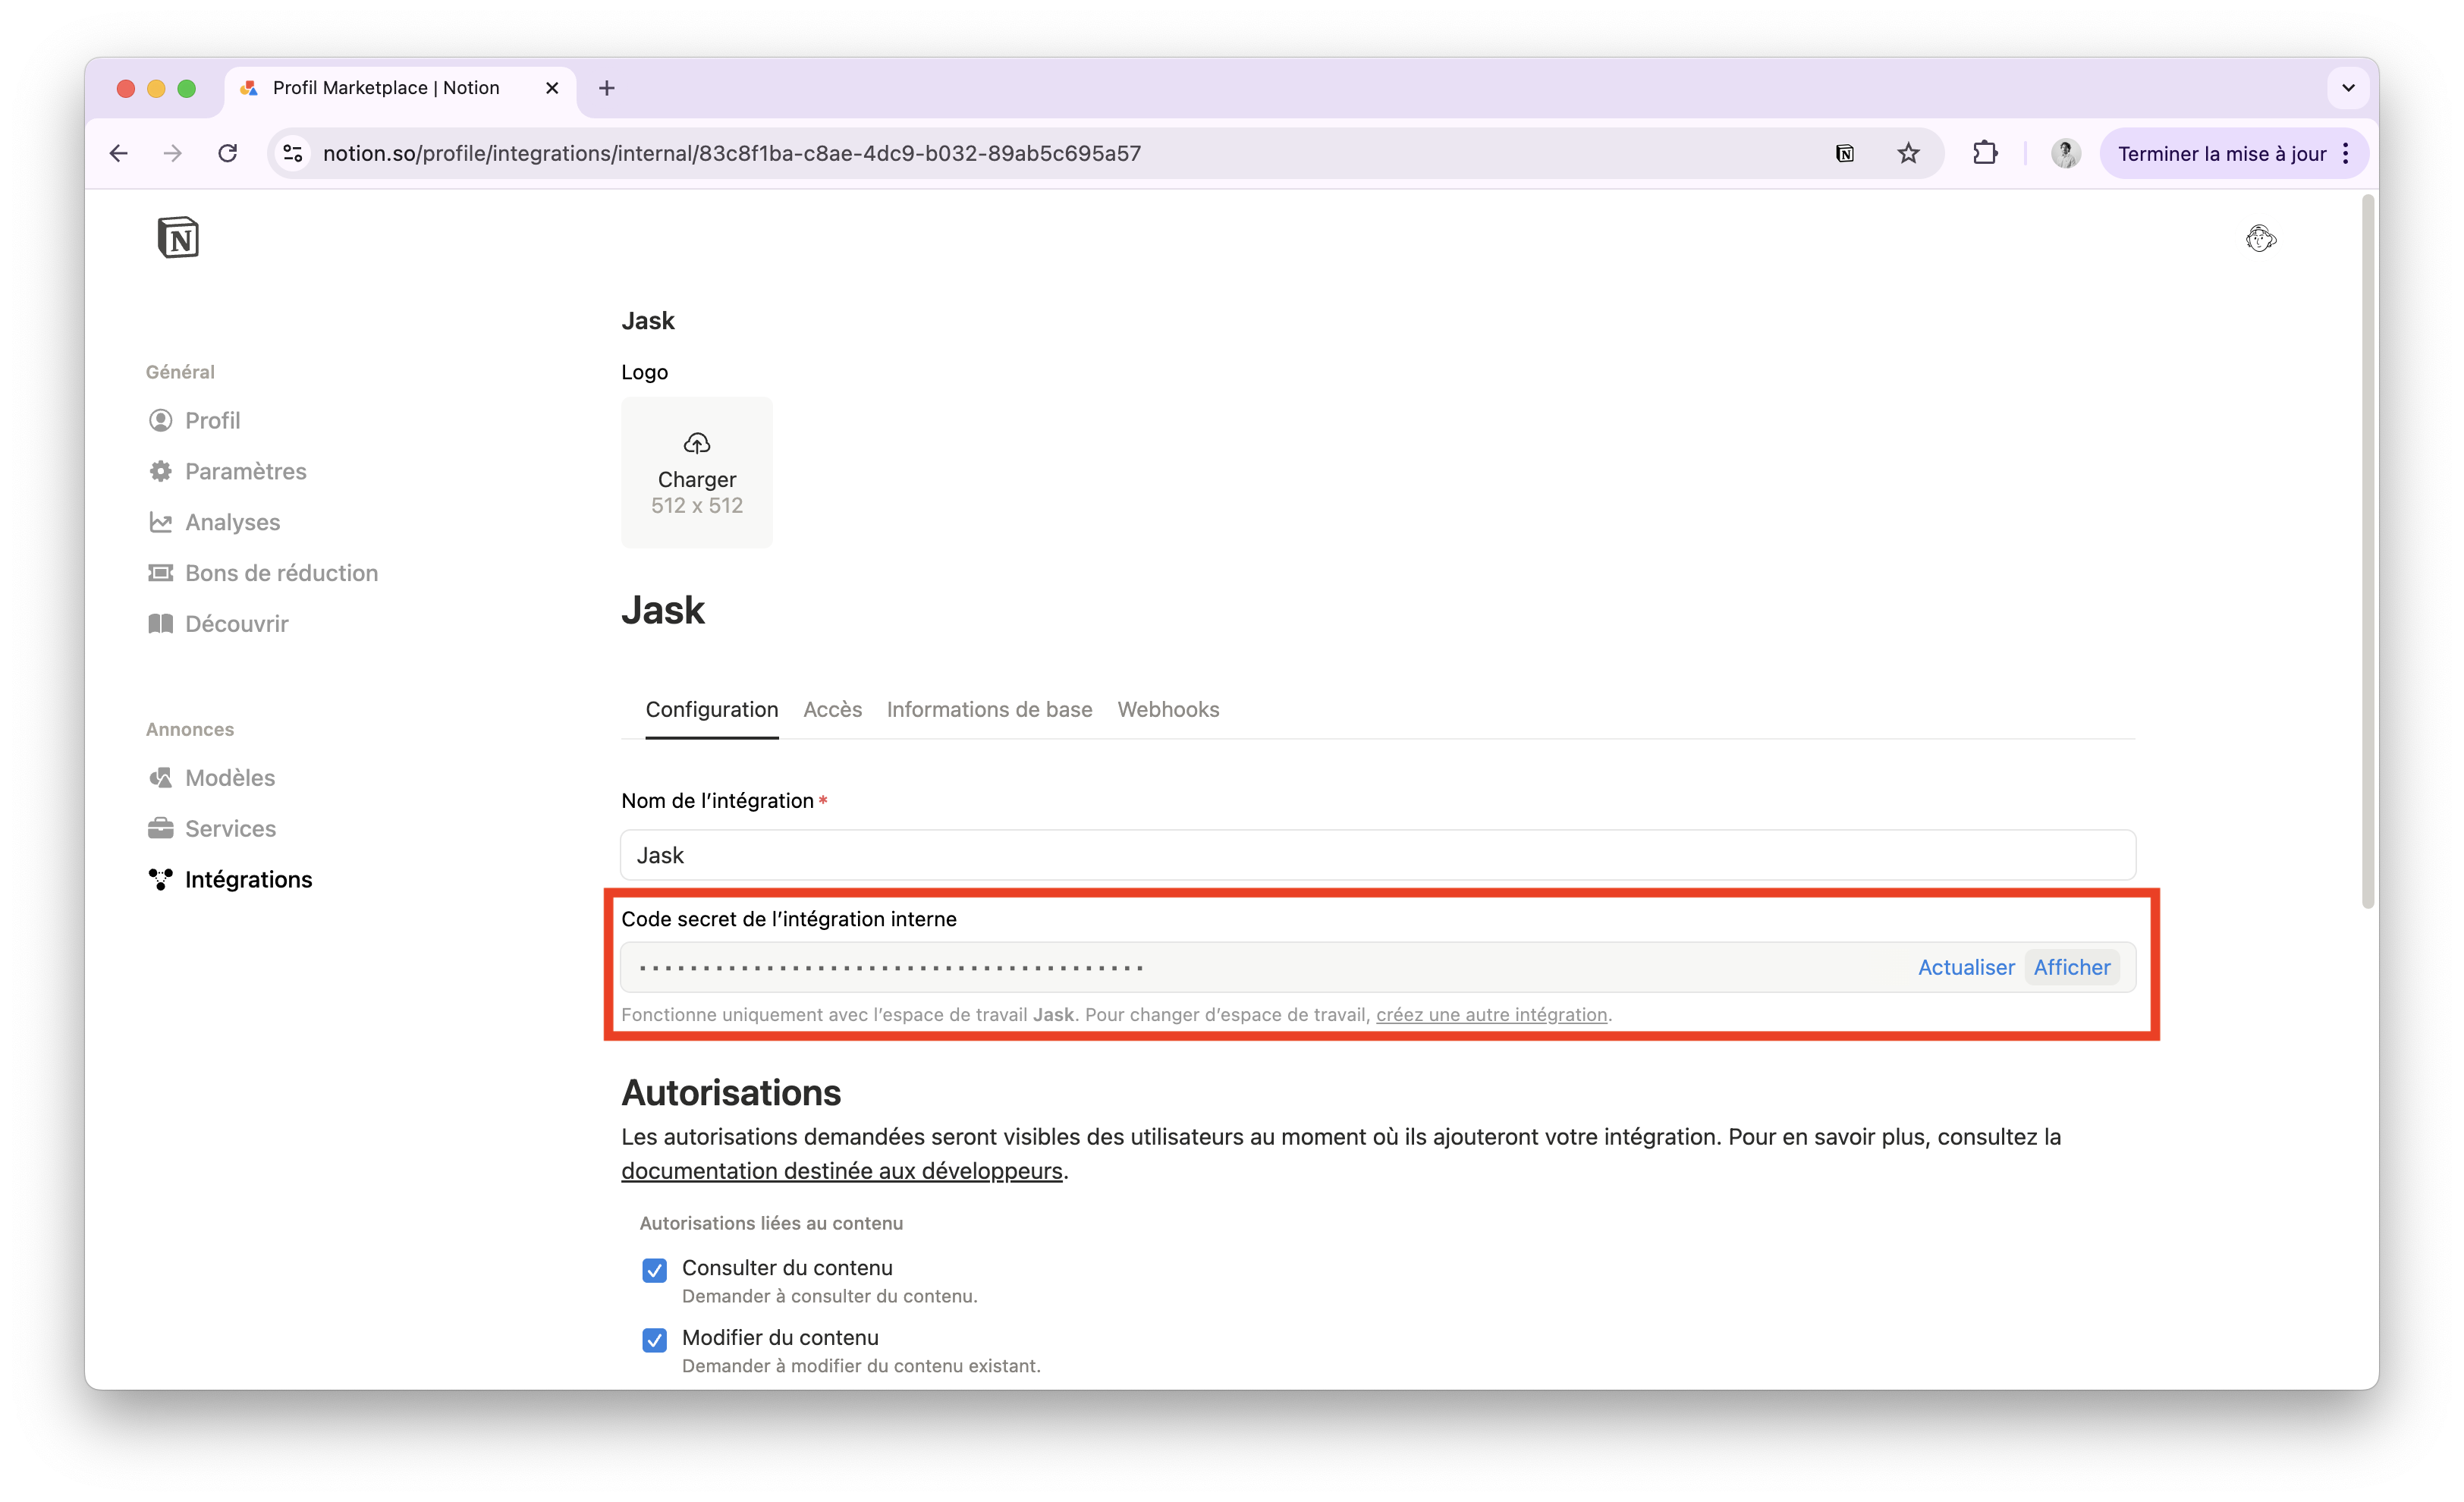 Profil Marketplace | Notion
notion.so/profile/integrations/internal/83c8f1ba-c8ae-4dc9-b032-89ab5c695a57
Terminer la mise à jour
Général
Profil
Paramètres
Analyses
Bons de réduction
Découvrir
Annonces
Modèles
Services
Intégrations
Jask
Logo
Charger
512 x 512
Jask
Configuration Accès Informations de base Webhooks
Nom de l’intégration *
Jask
Code secret de l’intégration interne
Actualiser Afficher
Fonctionne uniquement avec l’espace de travail Jask. Pour changer d’espace de travail, créez une autre intégration.
Autorisations
Les autorisations demandées seront visibles des utilisateurs au moment où ils ajouteront votre intégration. Pour en savoir plus, consultez la
documentation destinée aux développeurs.
Autorisations liées au contenu
Consulter du contenu
Demander à consulter du contenu.
Modifier du contenu
Demander à modifier du contenu existant.